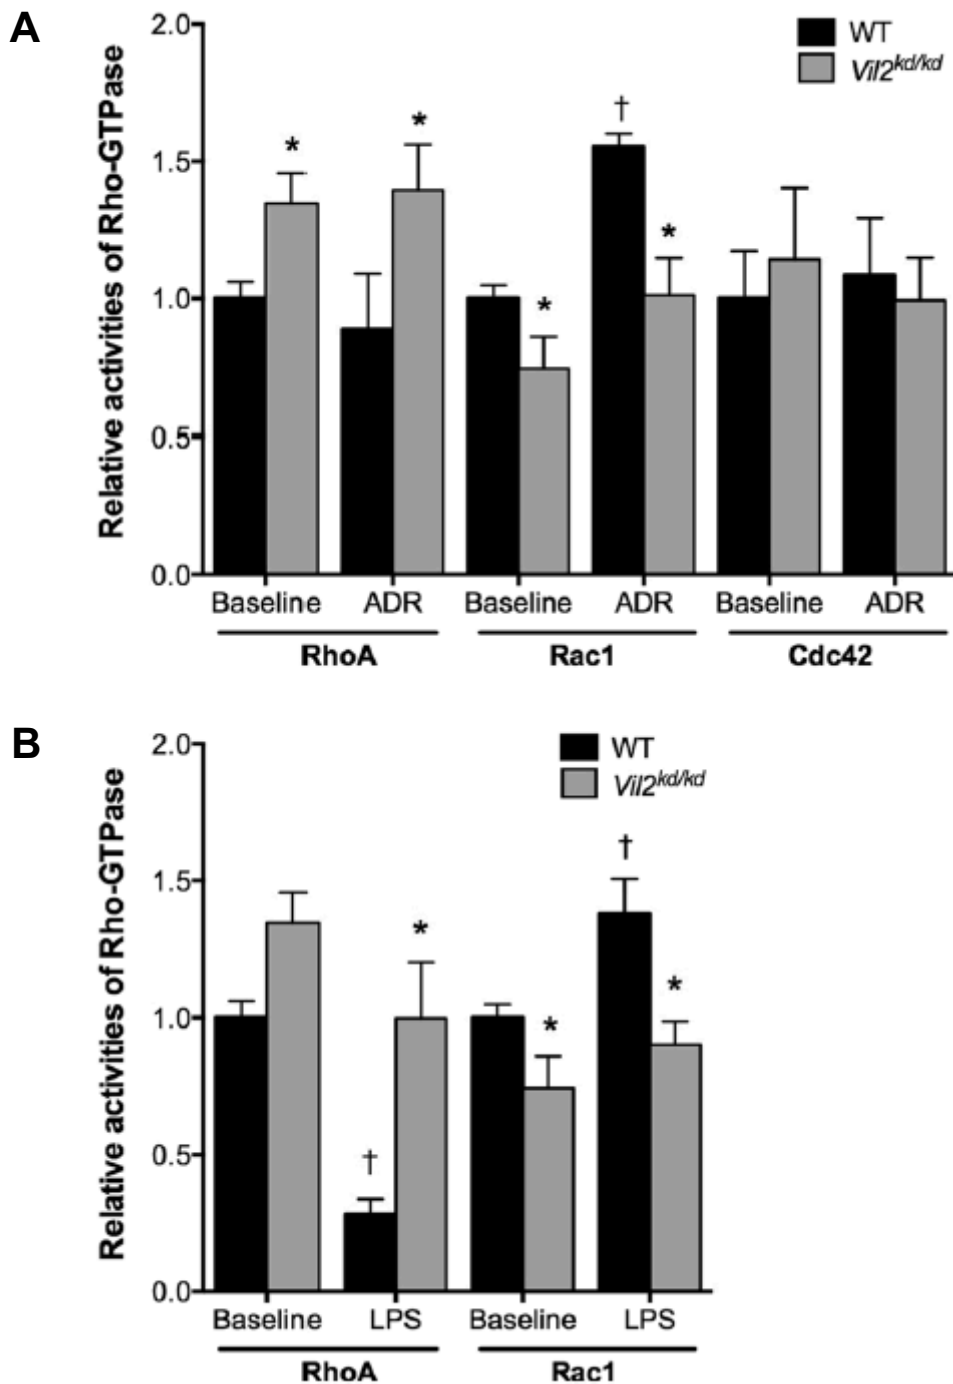 A
Relative activities of Rho-GTPase
2.0
1.5
1.0
0.5
0.0
WT
Vil2kd/kd
*
*
*
†
*
Baseline ADR Baseline ADR Baseline ADR
RhoA Rac1 Cdc42
B
Relative activities of Rho-GTPase
2.0
1.5
1.0
0.5
0.0
WT
Vil2kd/kd
†
*
*
†
*
Baseline LPS Baseline LPS
RhoA Rac1